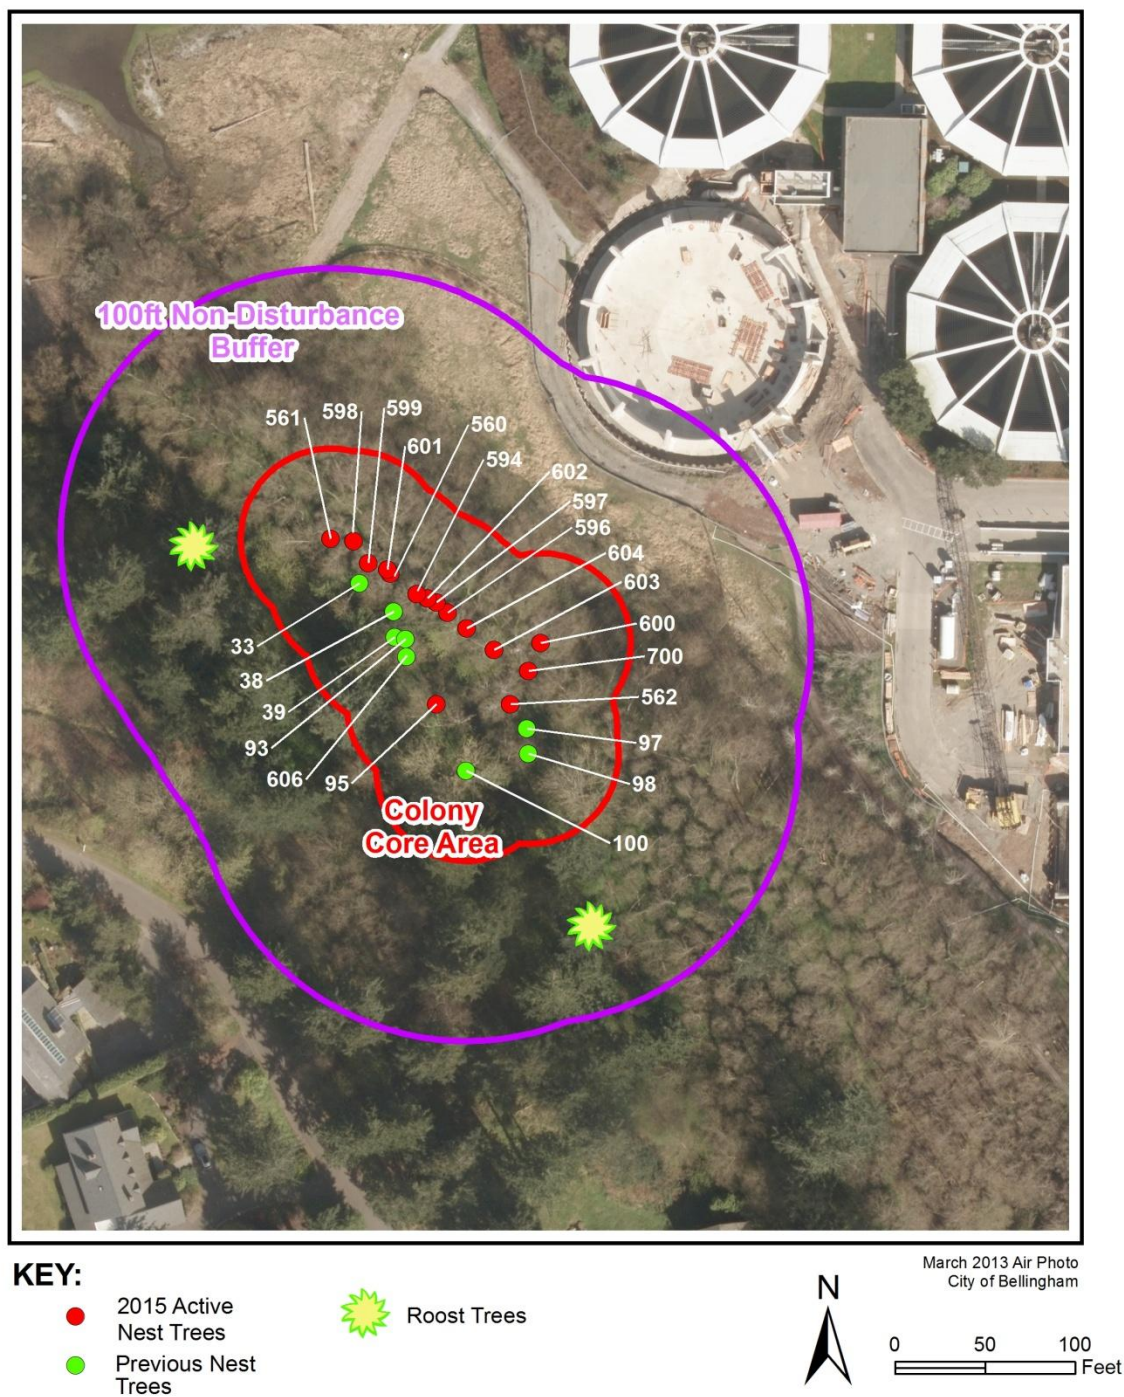 100ft Non-Disturbance
Buffer
561
598
599
601
560
594
602
597
596
604
603
600
700
562
97
98
100
33
38
39
93
606
95
Colony
Core Area
KEY:
2015 Active
Nest Trees
Previous Nest
Trees
Roost Trees
N
March 2013 Air Photo
City of Bellingham
0 50 100
Feet